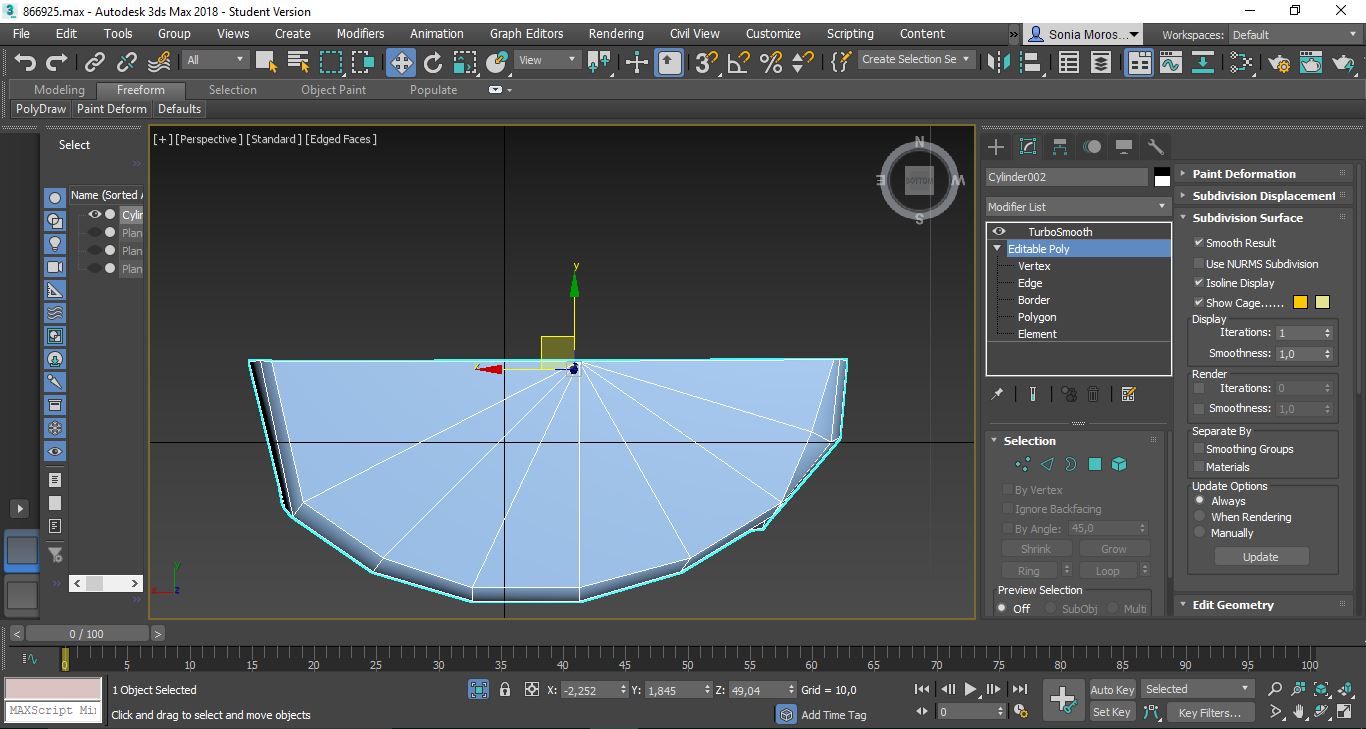 866925.max - Autodesk 3ds Max 2018 - Student Version
File Edit Tools Group Views Create Modifiers Animation Graph Editors Rendering Civil View Customize Scripting Content » Sonia Moros... Workspaces: Default
All View Create Selection Se
Modeling Freeform Selection Object Paint Populate
PolyDraw Paint Deform Defaults
Select
Name (Sorted A
Cylin
Plan
Plan
Plan
[+] [Perspective] [Standard] [Edged Faces]
N
E BOTTOM W
S
y
x
y
x z
Cylinder002
Modifier List
TurboSmooth
Editable Poly
Vertex
Edge
Border
Polygon
Element
Selection
By Vertex
Ignore Backfacing
By Angle: 45,0
Shrink Grow
Ring Loop
Preview Selection
Off SubObj Multi
Paint Deformation
Subdivision Displacement
Subdivision Surface
Smooth Result
Use NURMS Subdivision
Isoline Display
Show Cage......
Display
Iterations: 1
Smoothness: 1,0
Render
Iterations: 0
Smoothness: 1,0
Separate By
Smoothing Groups
Materials
Update Options
Always
When Rendering
Manually
Update
Edit Geometry
< 0 / 100 >
0 5 10 15 20 25 30 35 40 45 50 55 60 65 70 75 80 85 90 95 100
1 Object Selected X: -2,252 Y: 1,845 Z: 49,04 Grid = 10,0 Auto Key Selected
MAXScript Mi Click and drag to select and move objects Add Time Tag 0 Set Key Key Filters...